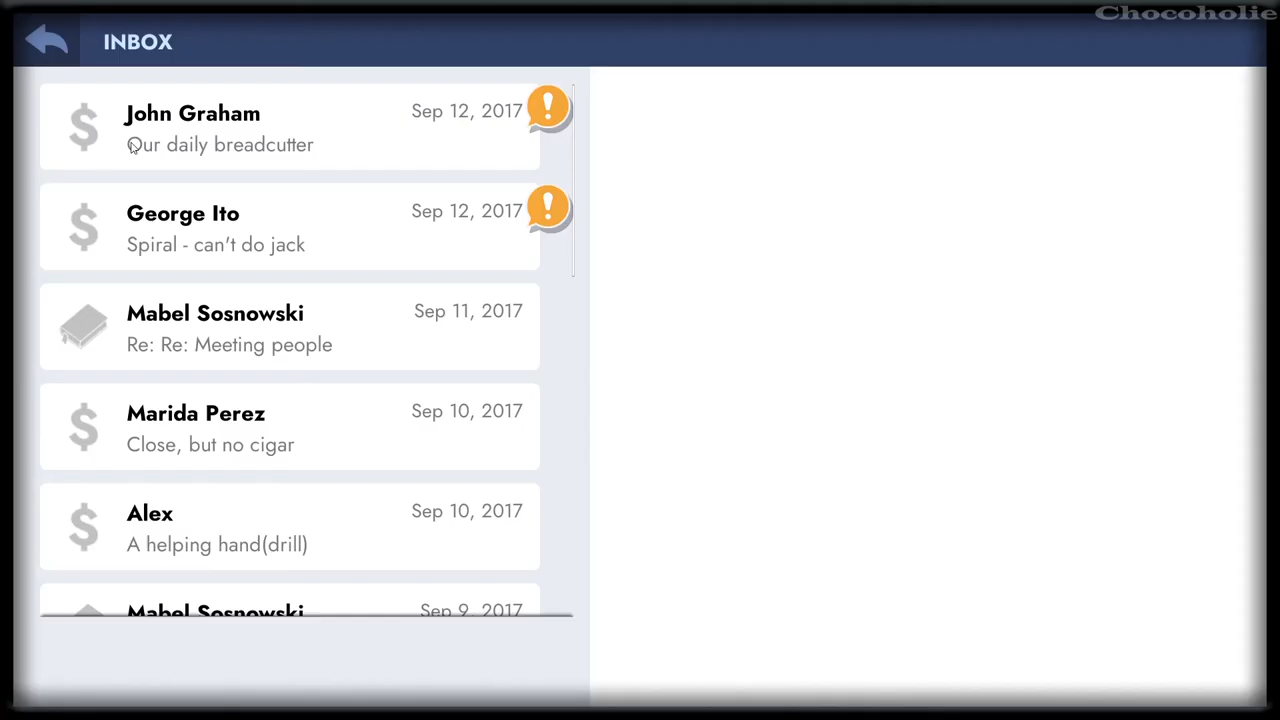 Chocoholie
INBOX
John Graham
Sep 12, 2017
Our daily breadcutter
George Ito
Sep 12, 2017
Spiral - can't do jack
Mabel Sosnowski
Sep 11, 2017
Re: Re: Meeting people
Marida Perez
Sep 10, 2017
Close, but no cigar
Alex
Sep 10, 2017
A helping hand(drill)
Mabel Sosnowski
Sep 9, 2017